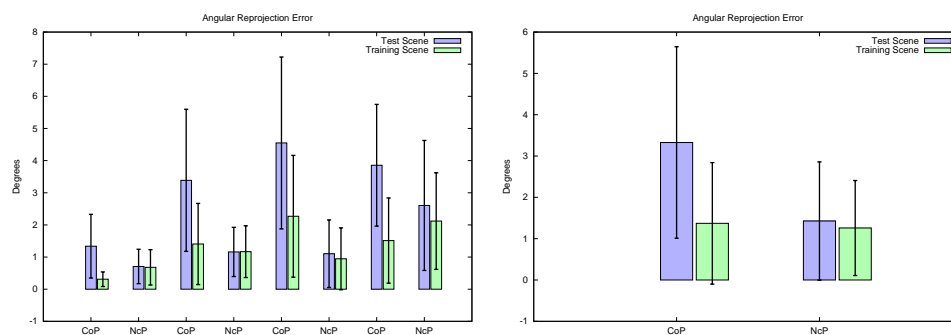 Angular Reprojection Error
Test Scene
Training Scene
Degrees
8
7
6
5
4
3
2
1
0
-1
CoP NcP CoP NcP CoP NcP CoP NcP
Angular Reprojection Error
Test Scene
Training Scene
Degrees
6
5
4
3
2
1
0
-1
CoP NcP